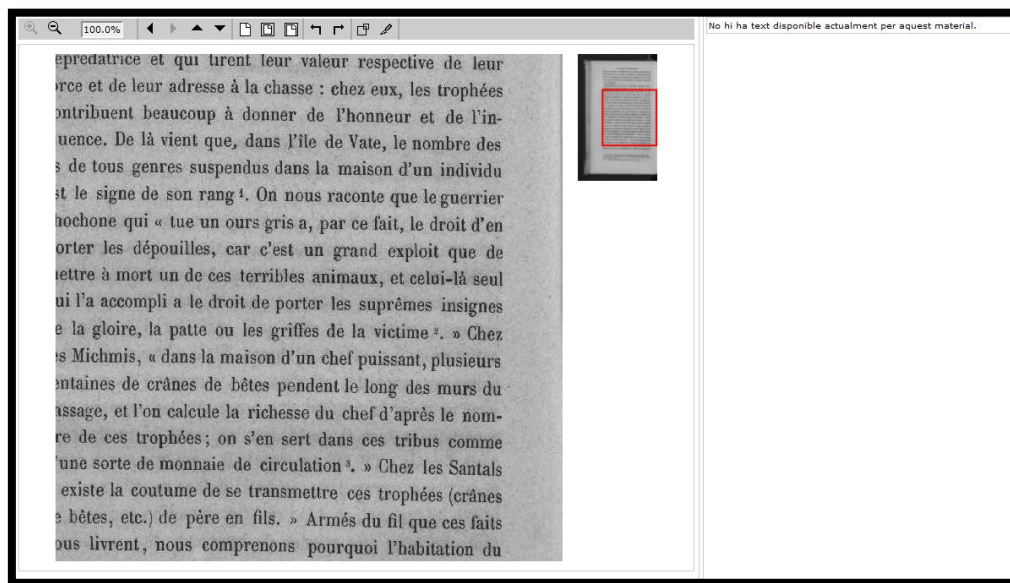 100.0%
No hi ha text disponible actualment per aquest material.
éprédatrice et qui tirent leur valeur respective de leur
orce et de leur adresse à la chasse : chez eux, les trophées
ontribuent beaucoup à donner de l'honneur et de l'in-
uence. De là vient que, dans l'île de Vate, le nombre des
s de tous genres suspendus dans la maison d'un individu
st le signe de son rang ¹. On nous raconte que le guerrier
hochone qui « tue un ours gris a, par ce fait, le droit d'en
orter les dépouilles, car c'est un grand exploit que de
ettre à mort un de ces terribles animaux, et celui-là seul
ui l'a accompli a le droit de porter les suprêmes insignes
e la gloire, la patte ou les griffes de la victime ². » Chez
es Michmis, « dans la maison d'un chef puissant, plusieurs
entaines de crânes de bêtes pendent le long des murs du
assage, et l'on calcule la richesse du chef d'après le nom-
re de ces trophées ; on s'en sert dans ces tribus comme
'une sorte de monnaie de circulation ³. » Chez les Santals
existe la coutume de se transmettre ces trophées (crânes
e bêtes, etc.) de père en fils. » Armés du fil que ces faits
ous livrent, nous comprenons pourquoi l'habitation du